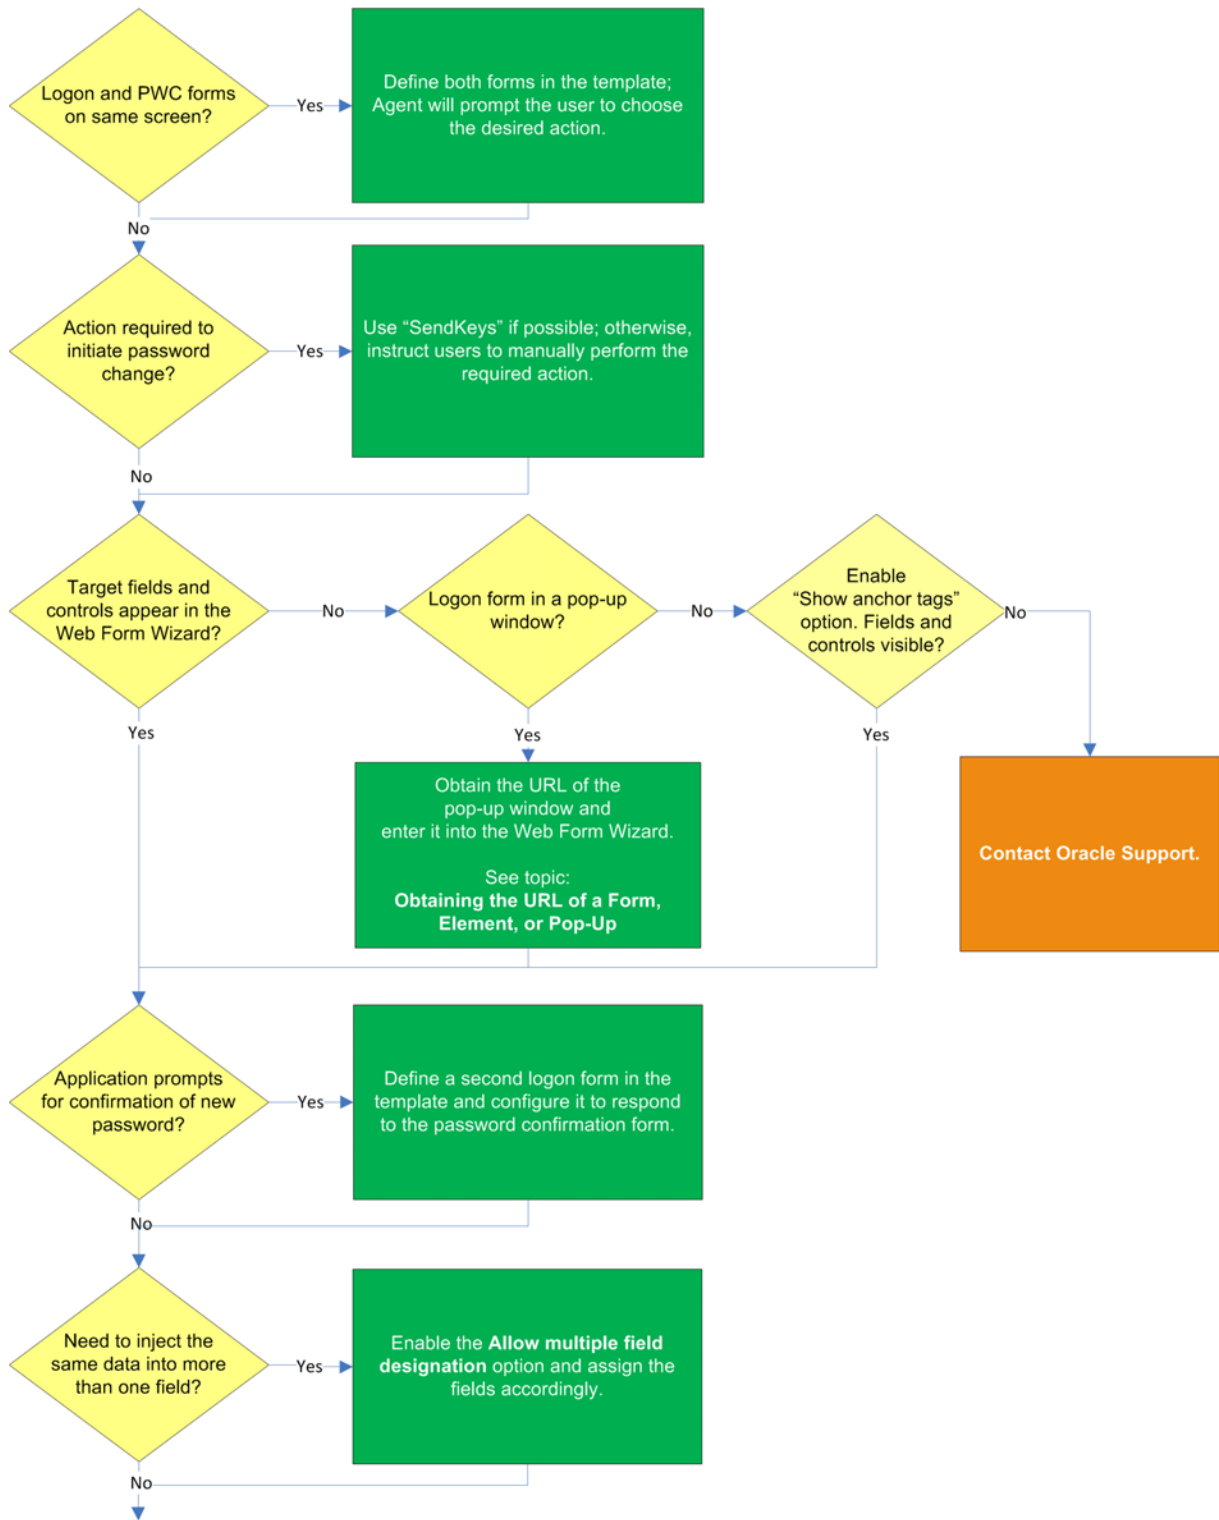 Logon and PWC forms
on same screen?
Yes
Define both forms in the template;
Agent will prompt the user to choose
the desired action.
No
Action required to
initiate password
change?
Yes
Use “SendKeys” if possible; otherwise,
instruct users to manually perform the
required action.
No
Target fields and
controls appear in the
Web Form Wizard?
No
Logon form in a pop-up
window?
No
Enable
“Show anchor tags”
option. Fields and
controls visible?
No
Yes
Yes
Yes
Obtain the URL of the
pop-up window and
enter it into the Web Form Wizard.
See topic:
Obtaining the URL of a Form,
Element, or Pop-Up
Contact Oracle Support.
Application prompts
for confirmation of new
password?
Yes
Define a second logon form in the
template and configure it to respond
to the password confirmation form.
No
Need to inject the
same data into more
than one field?
Yes
Enable the Allow multiple field
designation option and assign the
fields accordingly.
No